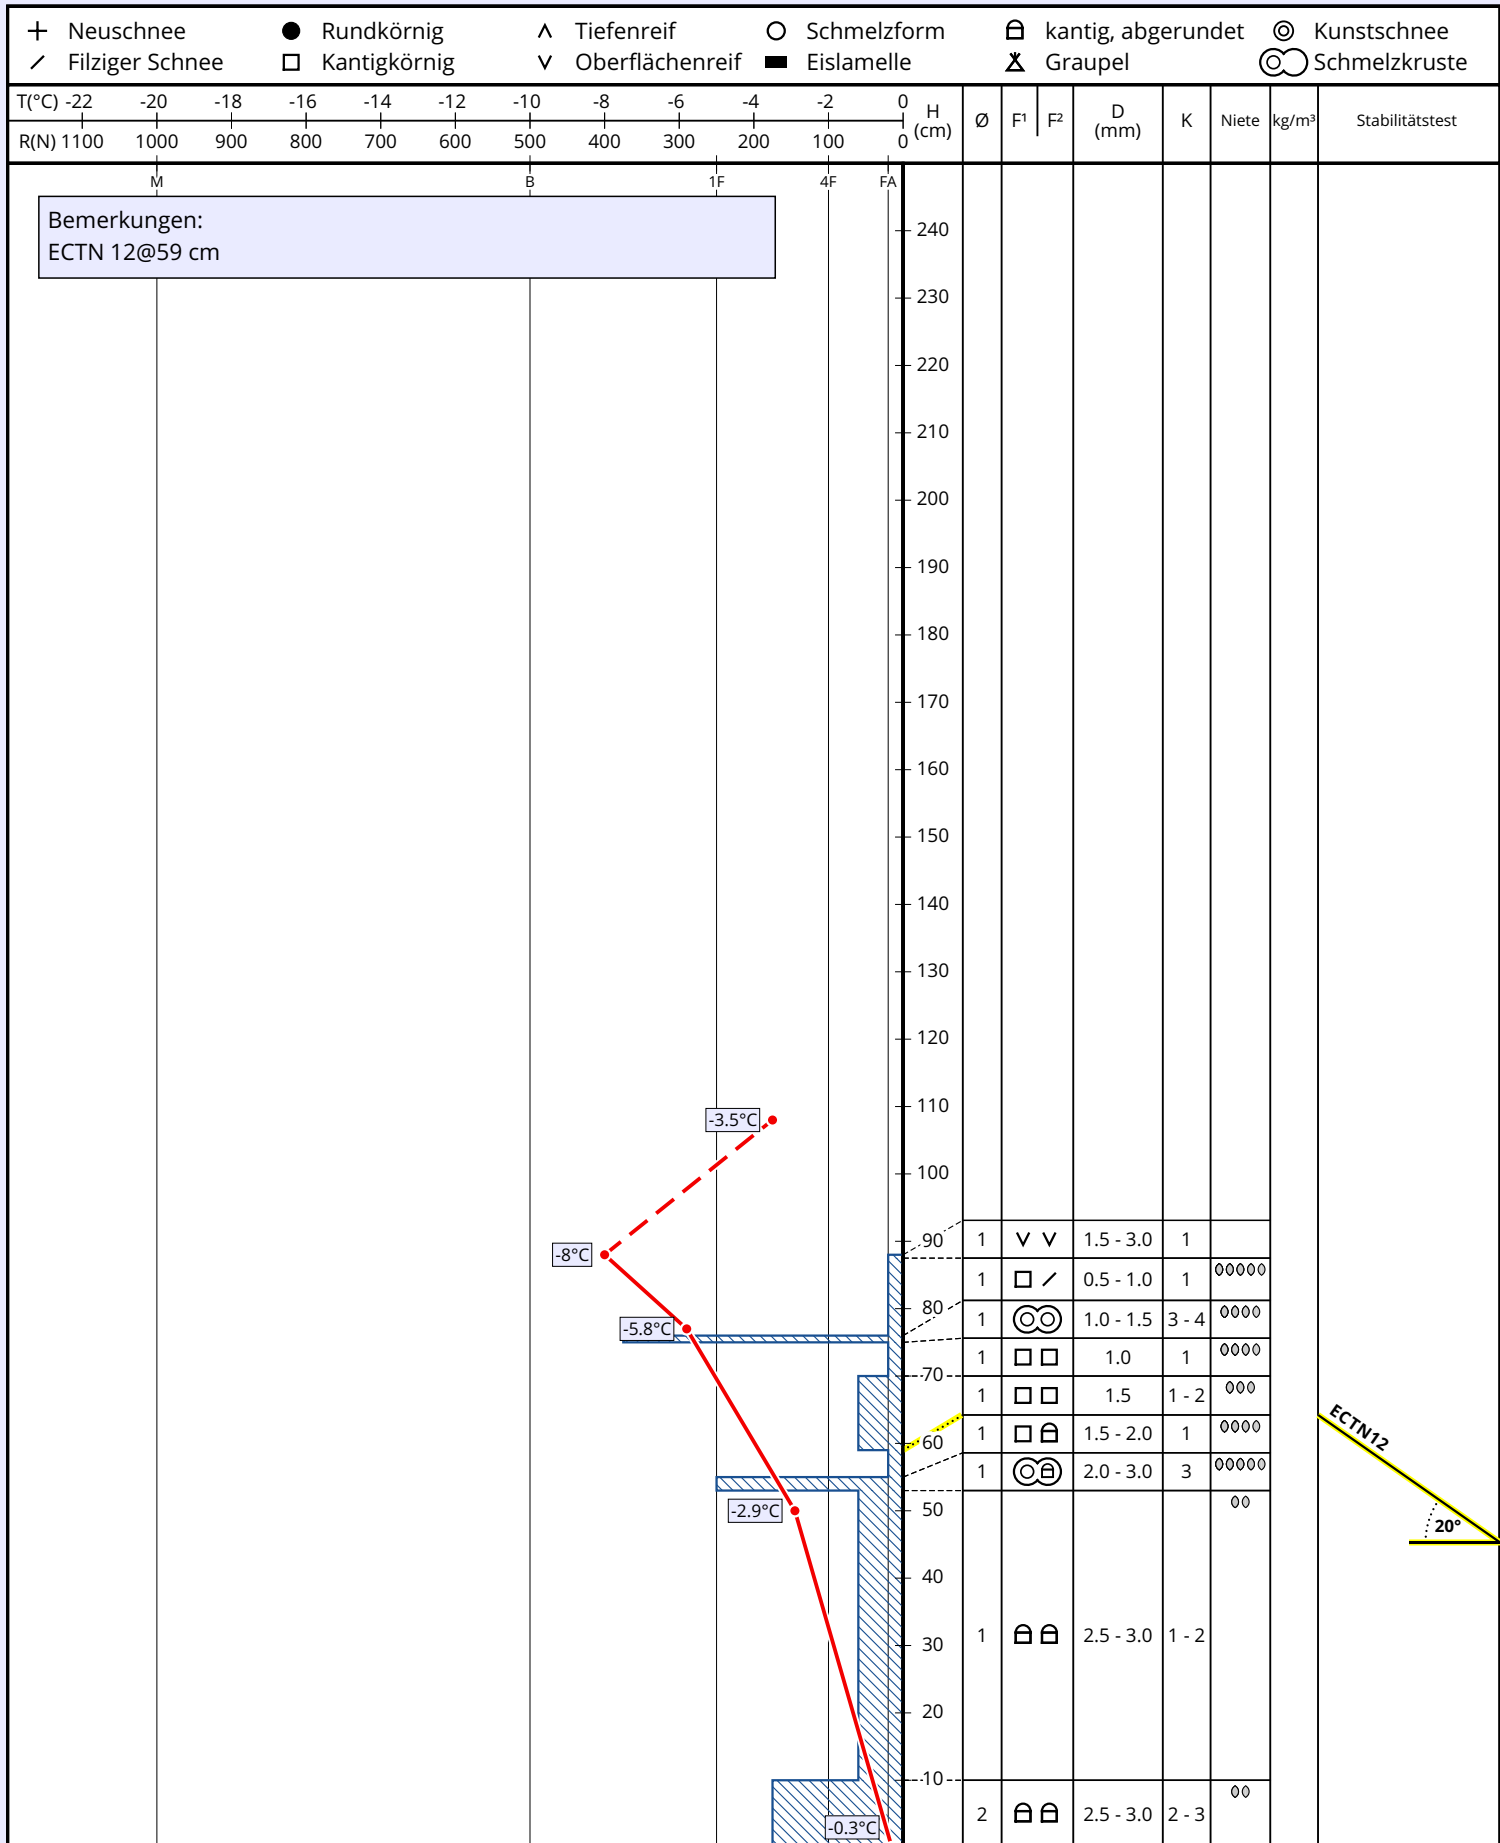 Neuschnee Rundkörnig Tiefenreif Schmelzform kantig, abgerundet Kunstschnee
Filziger Schnee Kantigkörnig Oberflächenreif Eislamelle Graupel Schmelzkruste
T(°C) -22 -20 -18 -16 -14 -12 -10 -8 -6 -4 -2 0
R(N) 1100 1000 900 800 700 600 500 400 300 200 100 0
H (cm) Ø F¹ F² D (mm) K Niete kg/m³ Stabilitätstest
M B 1F 4F FA
Bemerkungen:
ECTN 12@59 cm
240
230
220
210
200
190
180
170
160
150
140
130
120
110
-3.5°C
100
90 1 1.5 - 3.0 1
-8°C
1 0.5 - 1.0 1
80
-5.8°C 1 1.0 - 1.5 3 - 4
1 1.0 1
70
1 1.5 1 - 2
60 1 1.5 - 2.0 1
ECTN12
1 2.0 - 3.0 3
50
-2.9°C
20°
40
30 1 2.5 - 3.0 1 - 2
20
10
2 2.5 - 3.0 2 - 3
-0.3°C